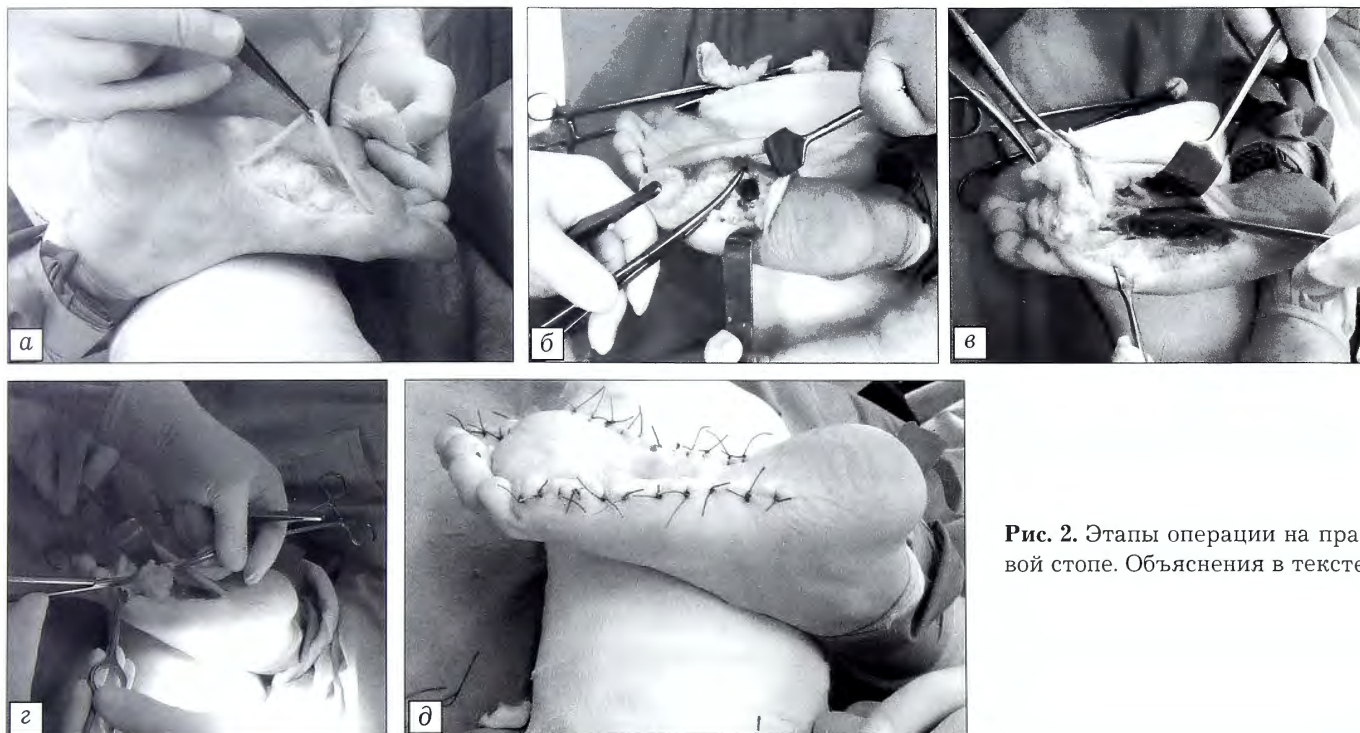 а
б
в
г
д
Рис. 2. Этапы операции на пра-
вой стопе. Объяснения в тексте